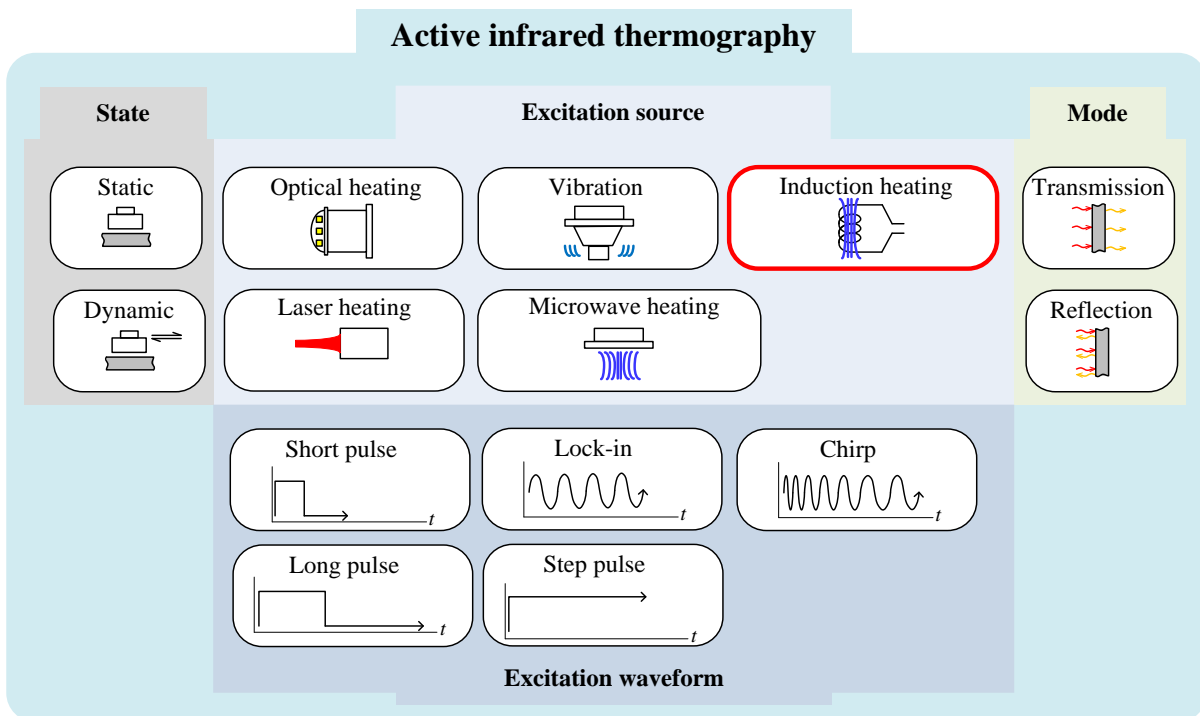 Active infrared thermography
State
Excitation source
Mode
Static
Optical heating
Vibration
Induction heating
Transmission
Dynamic
Laser heating
Microwave heating
Reflection
Short pulse
t
Lock-in
t
Chirp
t
Long pulse
t
Step pulse
t
Excitation waveform